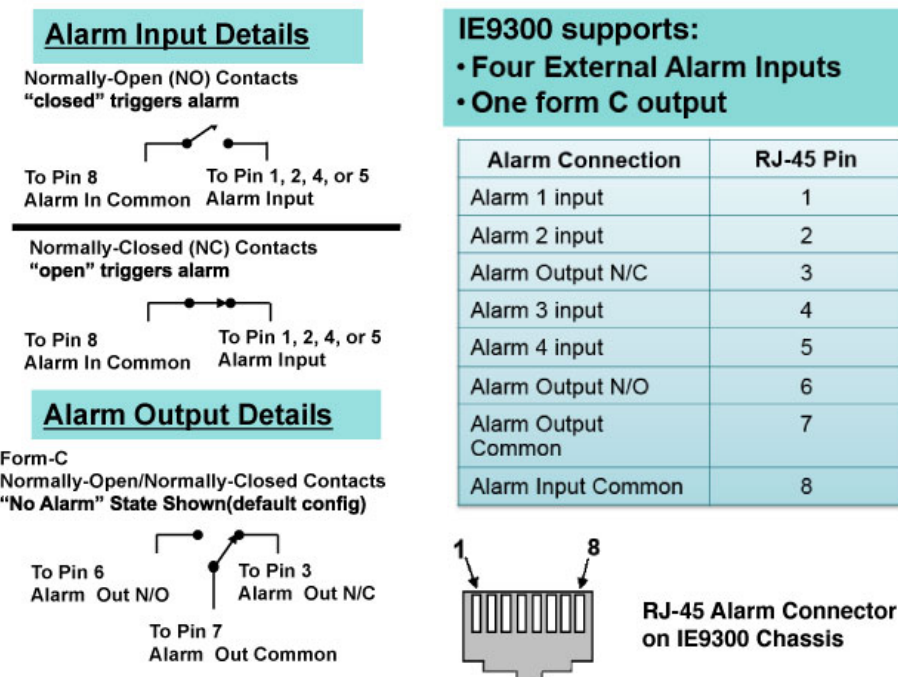 Alarm Input Details
Normally-Open (NO) Contacts
“closed” triggers alarm
To Pin 8
Alarm In Common
To Pin 1, 2, 4, or 5
Alarm Input
Normally-Closed (NC) Contacts
“open” triggers alarm
To Pin 8
Alarm In Common
To Pin 1, 2, 4, or 5
Alarm Input
Alarm Output Details
Form-C
Normally-Open/Normally-Closed Contacts
“No Alarm” State Shown(default config)
To Pin 6
Alarm Out N/O
To Pin 3
Alarm Out N/C
To Pin 7
Alarm Out Common
IE9300 supports:
• Four External Alarm Inputs
• One form C output
Alarm Connection RJ-45 Pin
Alarm 1 input 1
Alarm 2 input 2
Alarm Output N/C 3
Alarm 3 input 4
Alarm 4 input 5
Alarm Output N/O 6
Alarm Output 7
Common
Alarm Input Common 8
1 8
RJ-45 Alarm Connector
on IE9300 Chassis